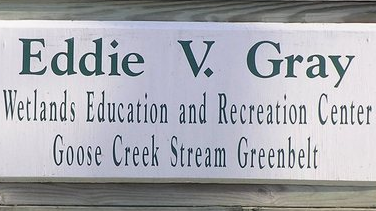 Eddie V. Gray
Wetlands Education and Recreation Center
Goose Creek Stream Greenbelt